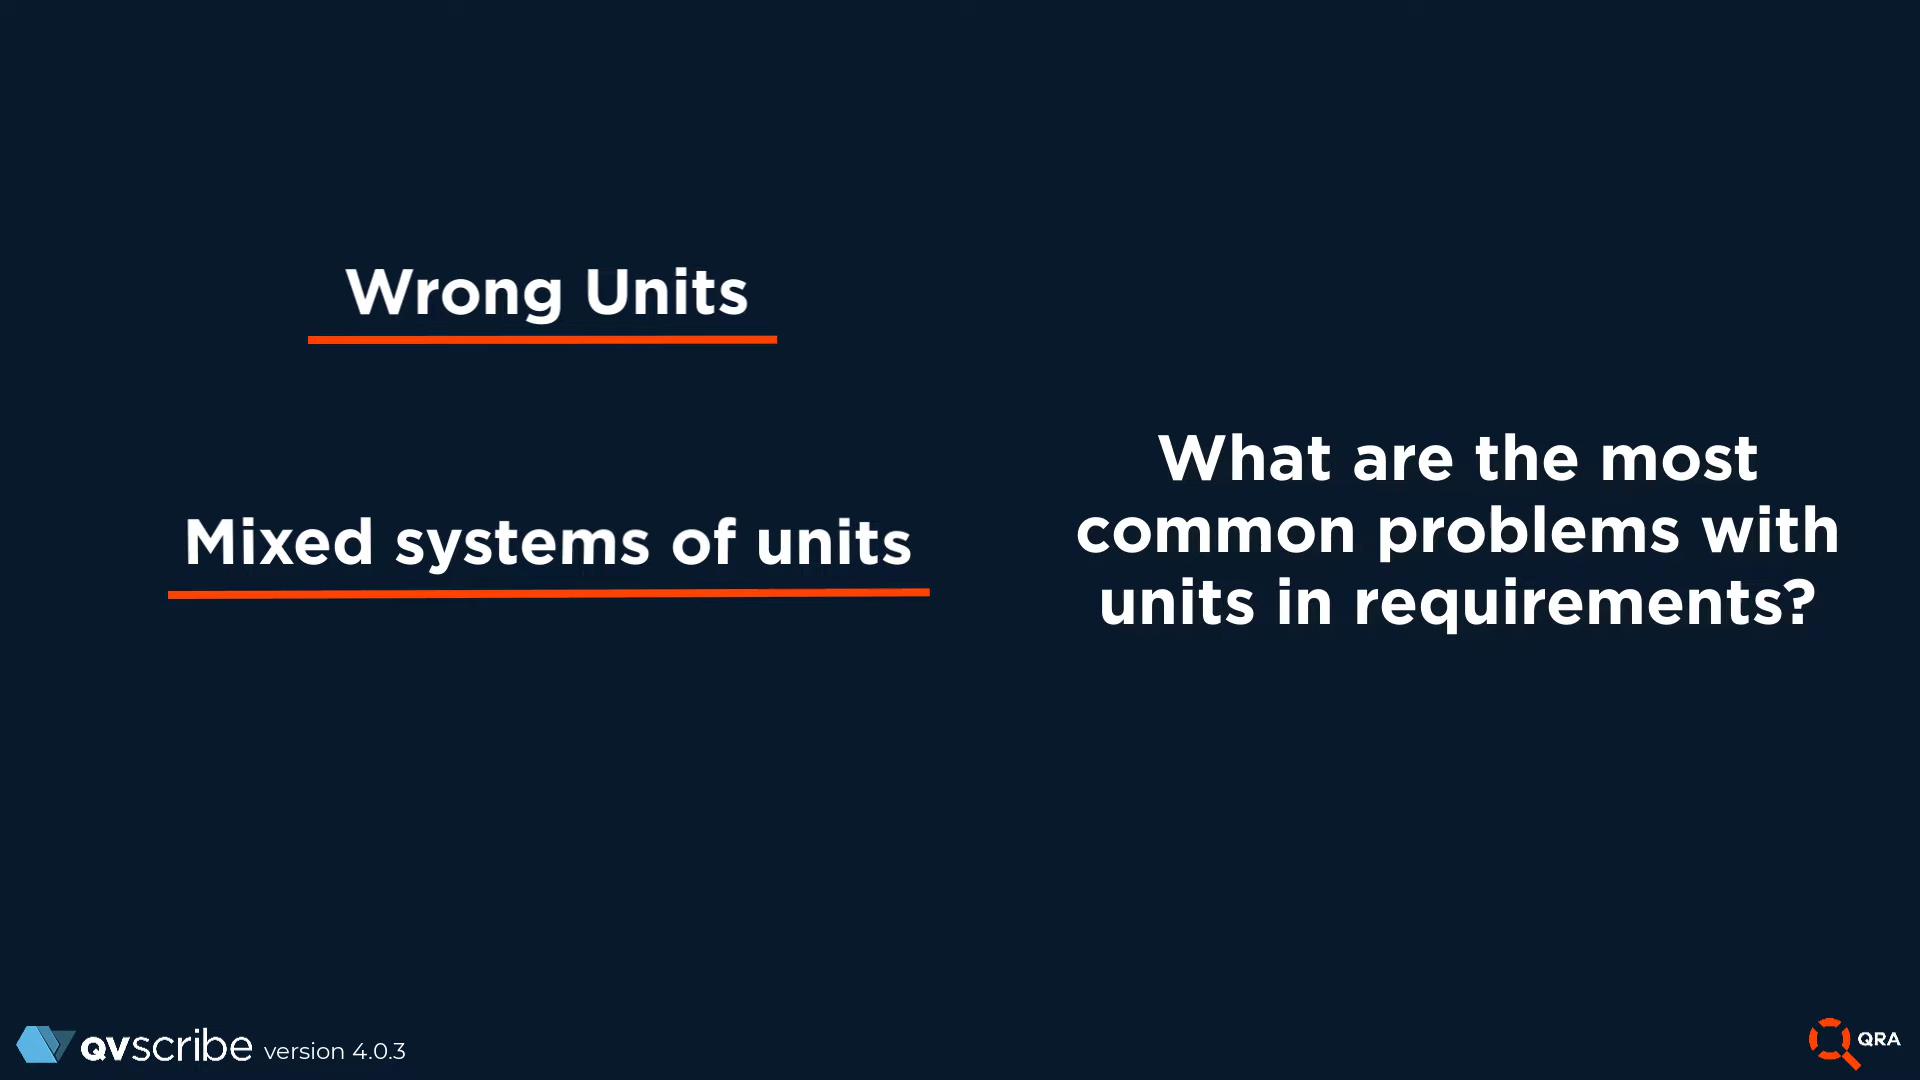 Wrong Units
Mixed systems of units
What are the most
common problems with
units in requirements?
qvscribe version 4.0.3
QRA